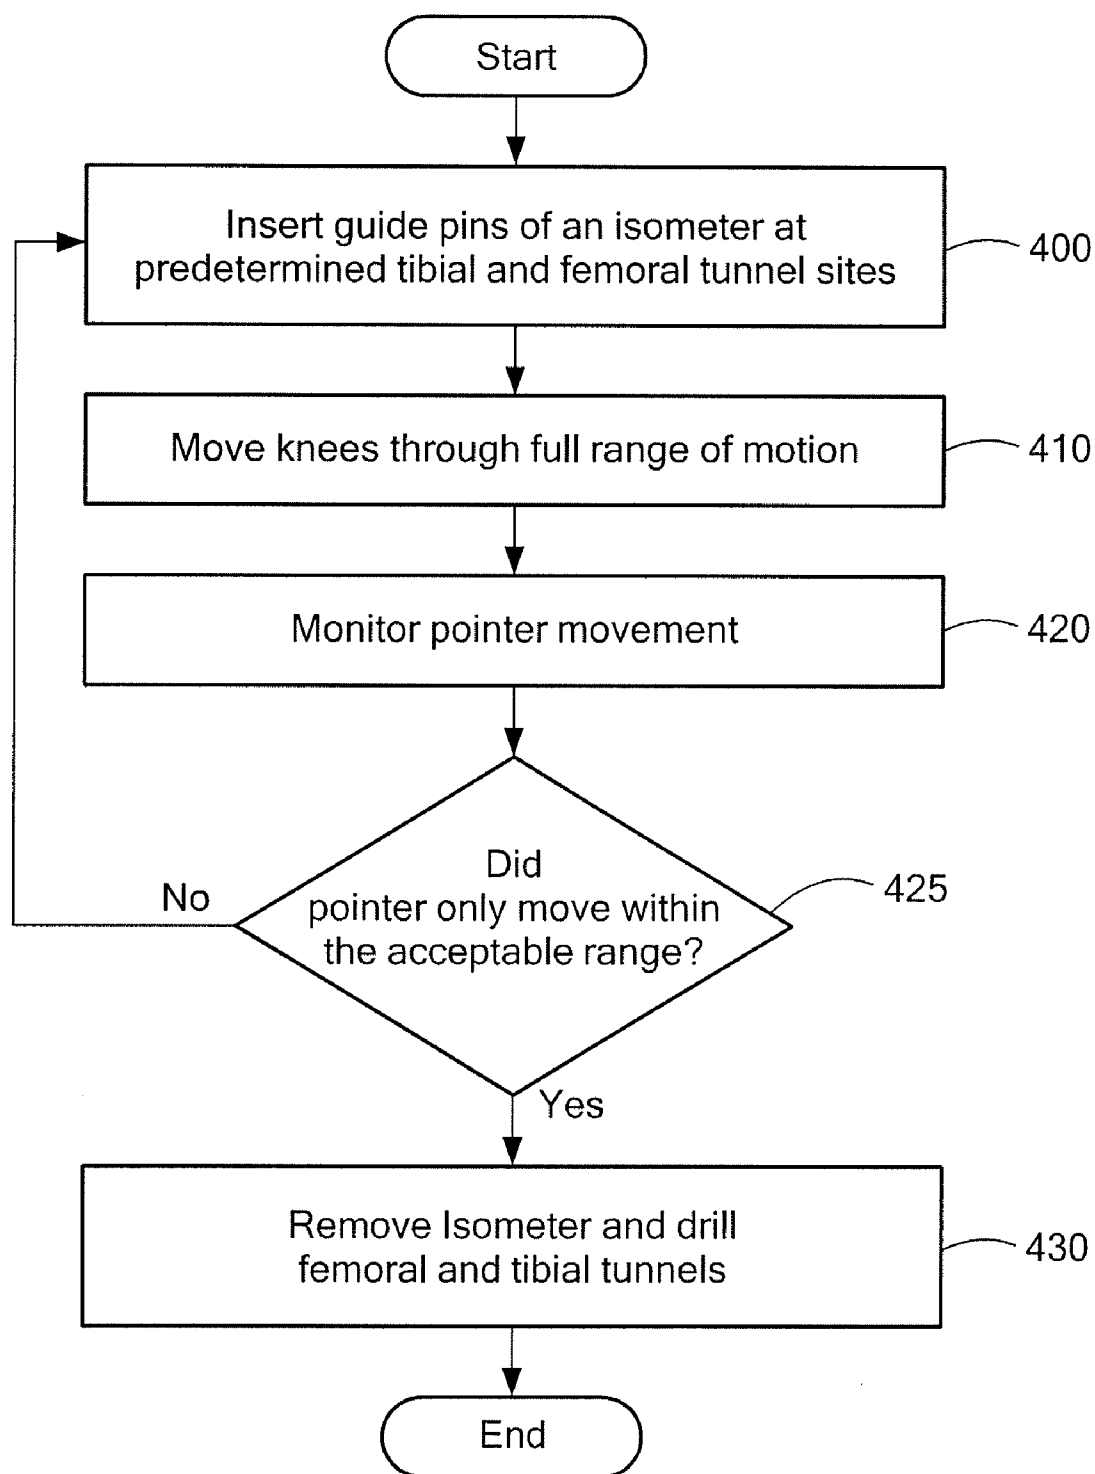 Start
Insert guide pins of an isometer at
predetermined tibial and femoral tunnel sites
400
Move knees through full range of motion
410
Monitor pointer movement
420
Did
pointer only move within
the acceptable range?
425
No
Yes
Remove Isometer and drill
femoral and tibial tunnels
430
End